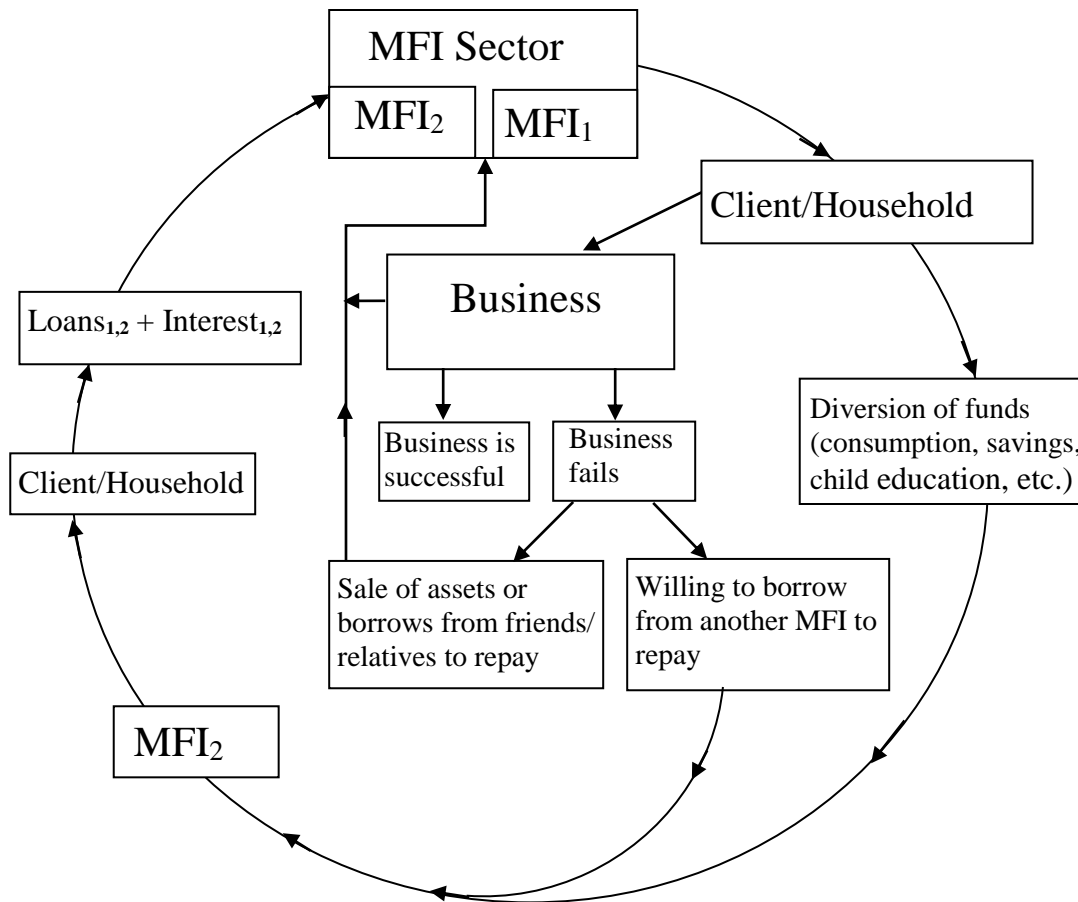 MFI Sector
MFI₂
MFI₁
Client/Household
Business
Loans₁,₂ + Interest₁,₂
Diversion of funds
(consumption, savings,
child education, etc.)
Business is
successful
Business
fails
Client/Household
Sale of assets or
borrows from friends/
relatives to repay
Willing to borrow
from another MFI to
repay
MFI₂